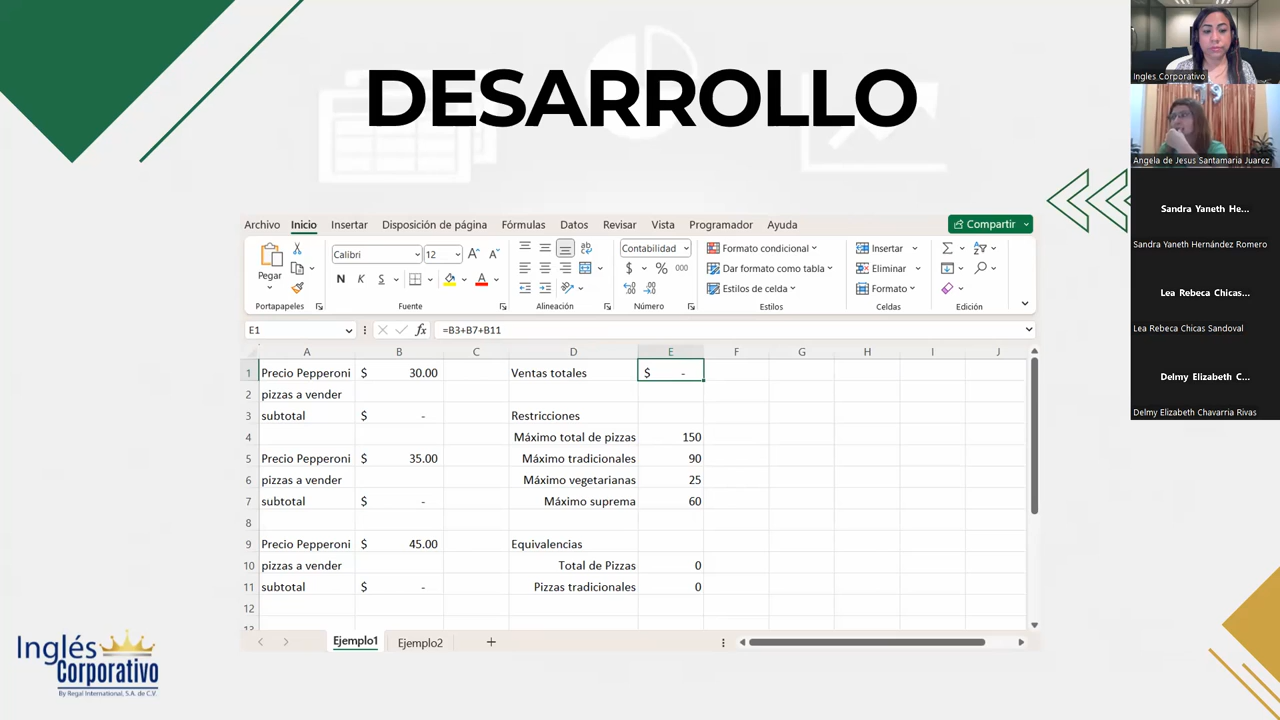 DESARROLLO
Archivo Inicio Insertar Disposición de página Fórmulas Datos Revisar Vista Programador Ayuda Compartir
Pegar
Calibri 12
N K S
A
ab
Contabilidad
$ % 000
Formato condicional
Dar formato como tabla
Estilos de celda
Insertar
Eliminar
Formato
Portapapeles Fuente Alineación Número Estilos Celdas Edición
E1 fx =B3+B7+B11
A B C D E F G H I J
1 Precio Pepperoni $ 30.00 Ventas totales $ -
2 pizzas a vender
3 subtotal $ - Restricciones
4 Máximo total de pizzas 150
5 Precio Pepperoni $ 35.00 Máximo tradicionales 90
6 pizzas a vender Máximo vegetarianas 25
7 subtotal $ - Máximo suprema 60
8
9 Precio Pepperoni $ 45.00 Equivalencias
10 pizzas a vender Total de Pizzas 0
11 subtotal $ - Pizzas tradicionales 0
12
13
Ejemplo1 Ejemplo2
Inglés
Corporativo
By Regal International, S.A. de C.V.
Ingles Corporativo
Angela de Jesus Santamaria Juarez
Sandra Yaneth He...
Sandra Yaneth Hernández Romero
Lea Rebeca Chicas...
Lea Rebeca Chicas Sandoval
Delmy Elizabeth C...
Delmy Elizabeth Chavarria Rivas